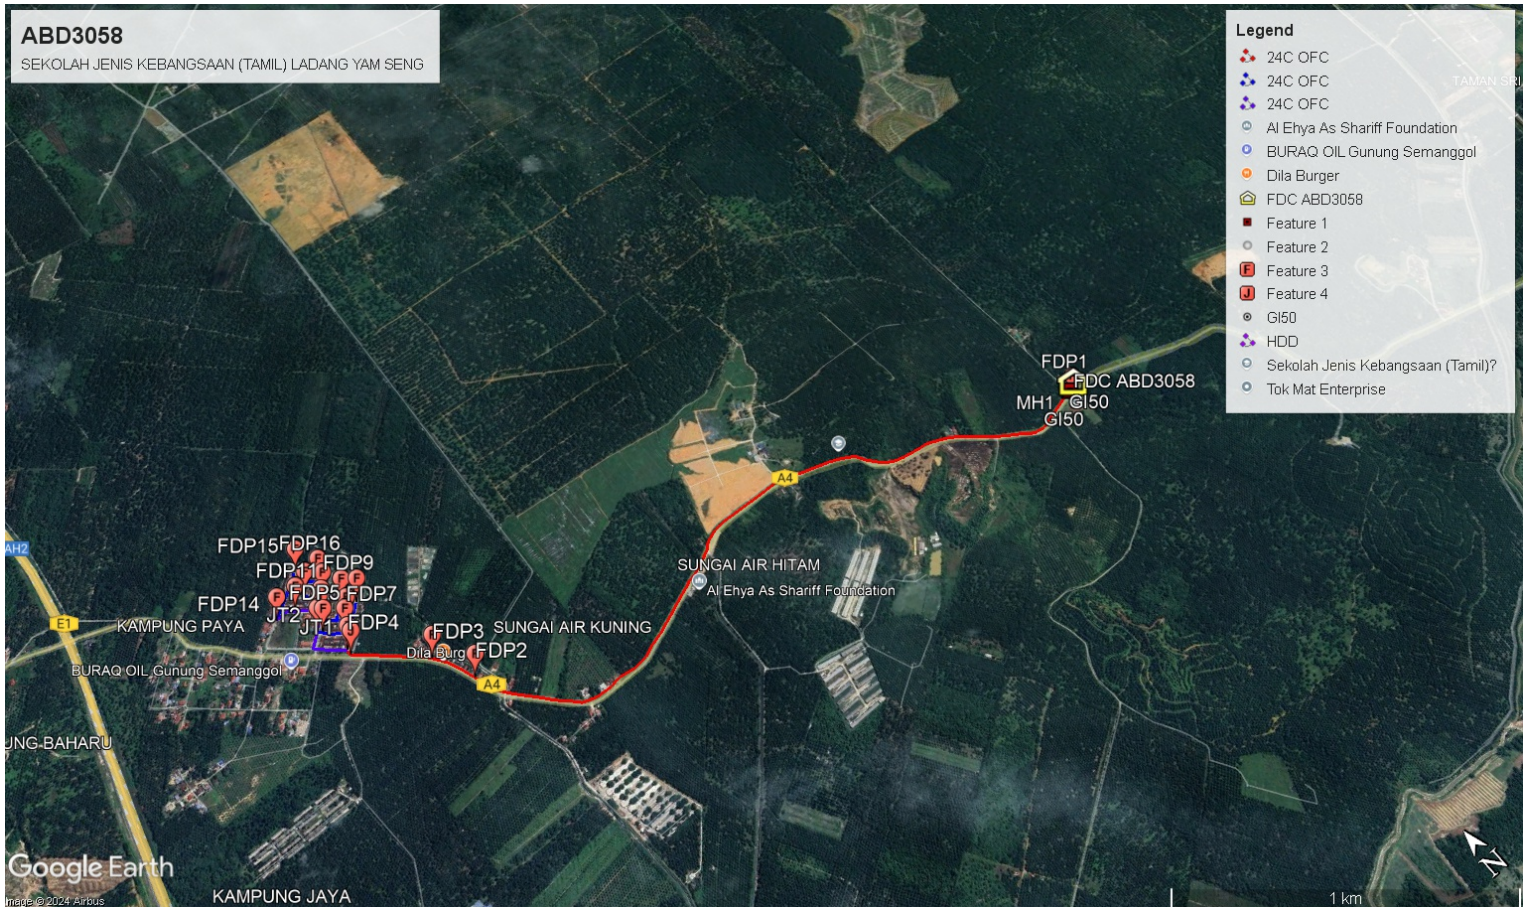 ABD3058
SEKOLAH JENIS KEBANGSAAN (TAMIL) LADANG YAM SENG
Legend
24C OFC
24C OFC
24C OFC
Al Ehya As Shariff Foundation
BURAQ OIL Gunung Semanggol
Dila Burger
FDC ABD3058
Feature 1
Feature 2
F Feature 3
J Feature 4
GI50
HDD
Sekolah Jenis Kebangsaan (Tamil)?
Tok Mat Enterprise
TAMAN SRI
FDP1
FDC ABD3058
MH1 GI50
GI50
A4
AH2
FDP15 FDP16
FDP11 FDP9
FDP5 FDP7
FDP14
JT2
JT1 FDP4
SUNGAI AIR HITAM
Al Ehya As Shariff Foundation
E1
KAMPUNG PAYA
SUNGAI AIR KUNING
FDP3
Dila Burg
FDP2
BURAQ OIL Gunung Semanggol
A4
UNG BAHARU
Google Earth
KAMPUNG JAYA
mage © 2024 Airbus
1 km
N